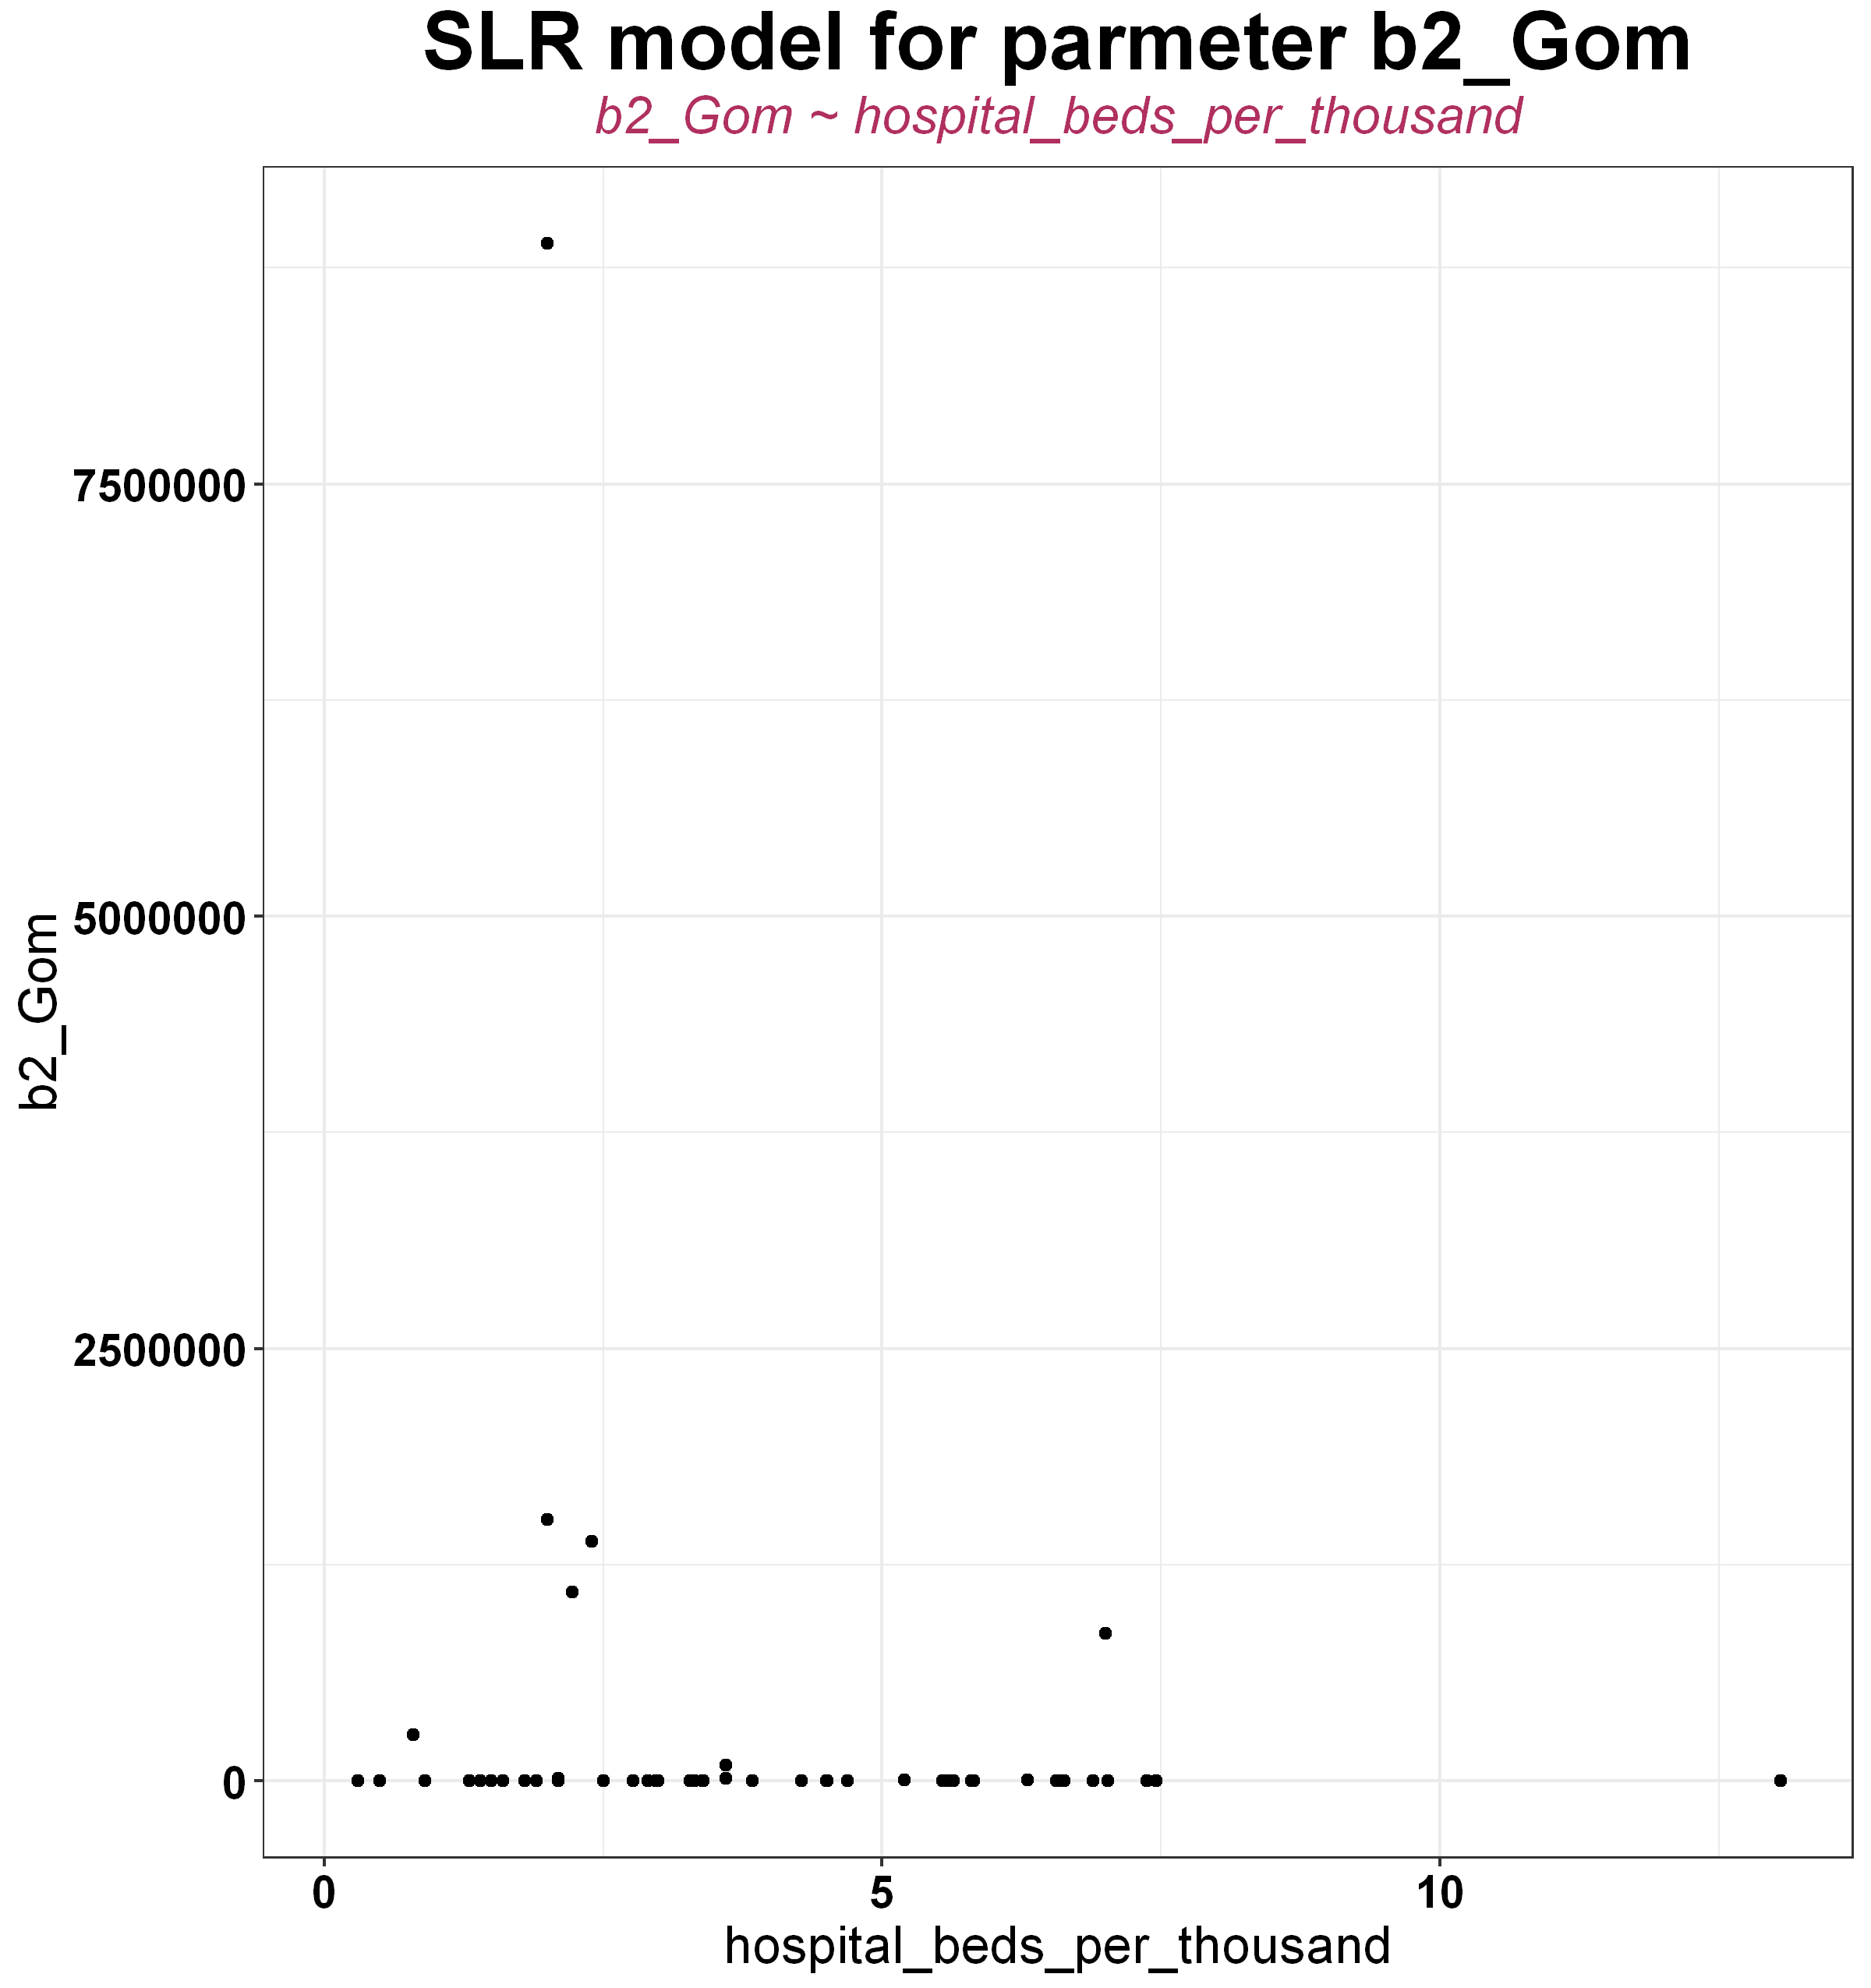 SLR model for parmeter b2_Gom
b2_Gom ~ hospital_beds_per_thousand
b2_Gom
7500000
5000000
2500000
0
0
5
10
hospital_beds_per_thousand